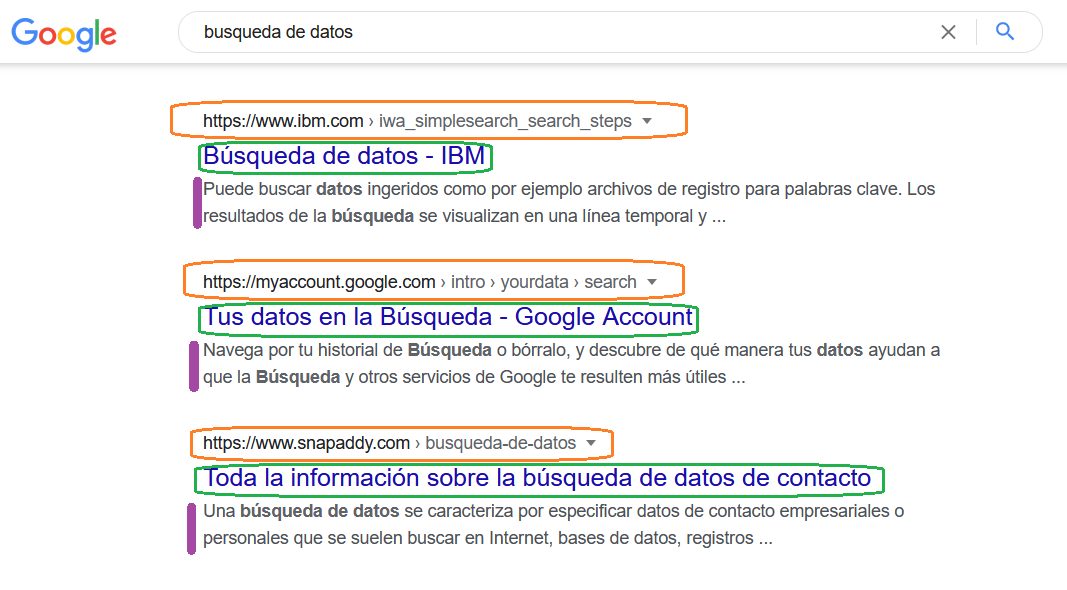 Google
busqueda de datos
https://www.ibm.com › iwa_simplesearch_search_steps
Búsqueda de datos - IBM
Puede buscar datos ingeridos como por ejemplo archivos de registro para palabras clave. Los
resultados de la búsqueda se visualizan en una línea temporal y ...
https://myaccount.google.com › intro › yourdata › search
Tus datos en la Búsqueda - Google Account
Navega por tu historial de Búsqueda o bórralo, y descubre de qué manera tus datos ayudan a
que la Búsqueda y otros servicios de Google te resulten más útiles ...
https://www.snapaddy.com › busqueda-de-datos
Toda la información sobre la búsqueda de datos de contacto
Una búsqueda de datos se caracteriza por especificar datos de contacto empresariales o
personales que se suelen buscar en Internet, bases de datos, registros ...